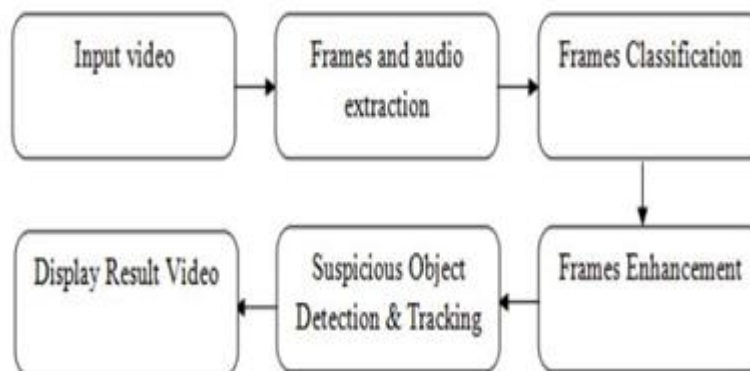 Input video
Frames and audio
extraction
Frames Classification
Frames Enhancement
Suspicious Object
Detection & Tracking
Display Result Video